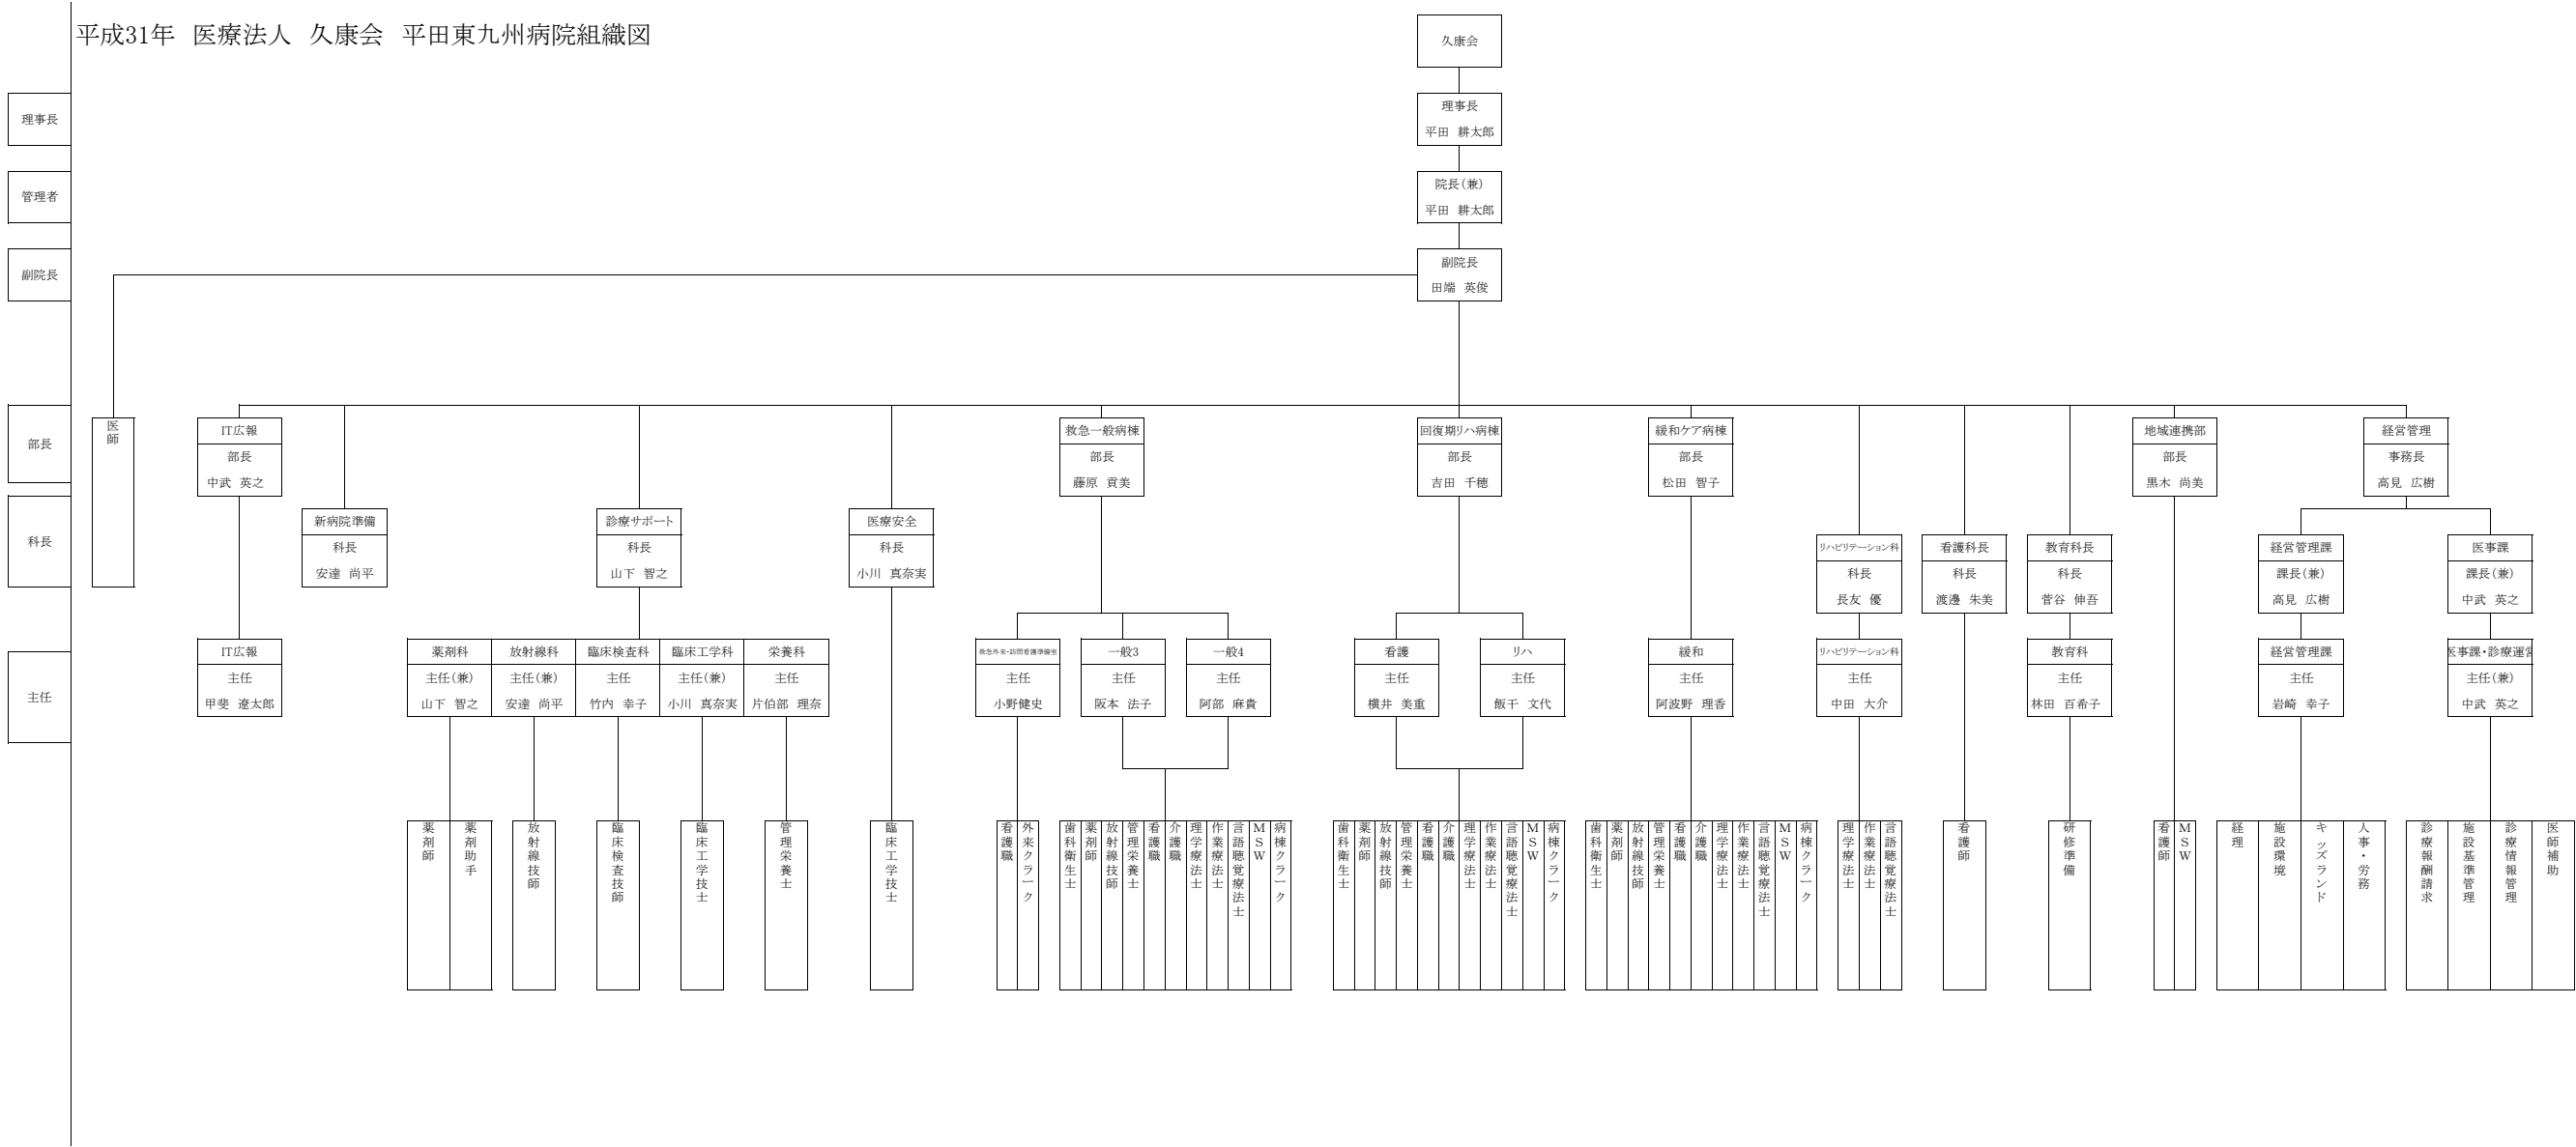 平成31年 医療法人 久康会 平田東九州病院組織図
久康会
理事長
理事長
平田 耕太郎
管理者
院長（兼）
平田 耕太郎
副院長
副院長
田端 英俊
部長
医師
IT広報
部長
中武 英之
救急一般病棟
部長
藤原 貢美
回復期リハ病棟
部長
吉田 千穂
緩和ケア病棟
部長
松田 智子
地域連携部
部長
黒木 尚美
経営管理
事務長
高見 広樹
科長
新病院準備
科長
安達 尚平
診療サポート
科長
山下 智之
医療安全
科長
小川 真奈実
リハビリテーション科
科長
長友 優
看護科長
科長
渡邊 朱美
教育科長
科長
菅谷 伸吾
経営管理課
課長（兼）
高見 広樹
医事課
課長（兼）
中武 英之
主任
IT広報
主任
甲斐 遼太郎
薬剤科
主任（兼）
山下 智之
放射線科
主任（兼）
安達 尚平
臨床検査科
主任
竹内 幸子
臨床工学科
主任（兼）
小川 真奈実
栄養科
主任
片伯部 理奈
救急外来・訪問看護準備室
主任
小野健史
一般3
主任
阪本 法子
一般4
主任
阿部 麻貴
看護
主任
横井 美重
リハ
主任
飯干 文代
緩和
主任
阿波野 理香
リハビリテーション科
主任
中田 大介
教育科
主任
林田 百希子
経営管理課
主任
岩崎 幸子
医事課・診療運営
主任（兼）
中武 英之
薬剤師
薬剤助手
放射線技師
臨床検査技師
臨床工学技士
管理栄養士
臨床工学技士
看護職
外来クラーク
歯科衛生士
薬剤師
放射線技師
管理栄養士
看護職
介護職
理学療法士
作業療法士
言語聴覚療法士
MSW
病棟クラーク
歯科衛生士
薬剤師
放射線技師
管理栄養士
看護職
介護職
理学療法士
作業療法士
言語聴覚療法士
MSW
病棟クラーク
歯科衛生士
薬剤師
放射線技師
管理栄養士
看護職
介護職
理学療法士
作業療法士
言語聴覚療法士
MSW
病棟クラーク
理学療法士
作業療法士
言語聴覚療法士
看護師
研修準備
看護師
MSW
経理
施設環境
キッズランド
人事・労務
診療報酬請求
施設基準管理
診療情報管理
医師補助